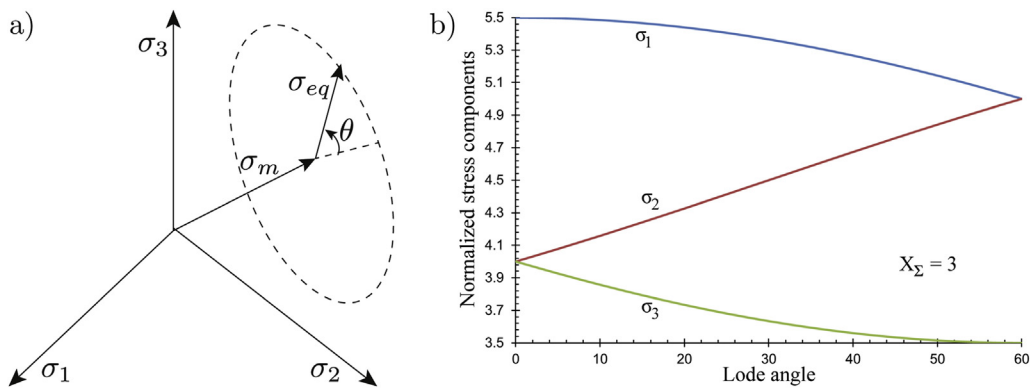 a)
σ3
σeq
θ
σm
σ1
σ2
b)
Normalized stress components
5.5
5.3
5.1
4.9
4.7
4.5
4.3
4.1
3.9
3.7
3.5
σ1
σ2
σ3
XΣ = 3
0 10 20 30 40 50 60
Lode angle